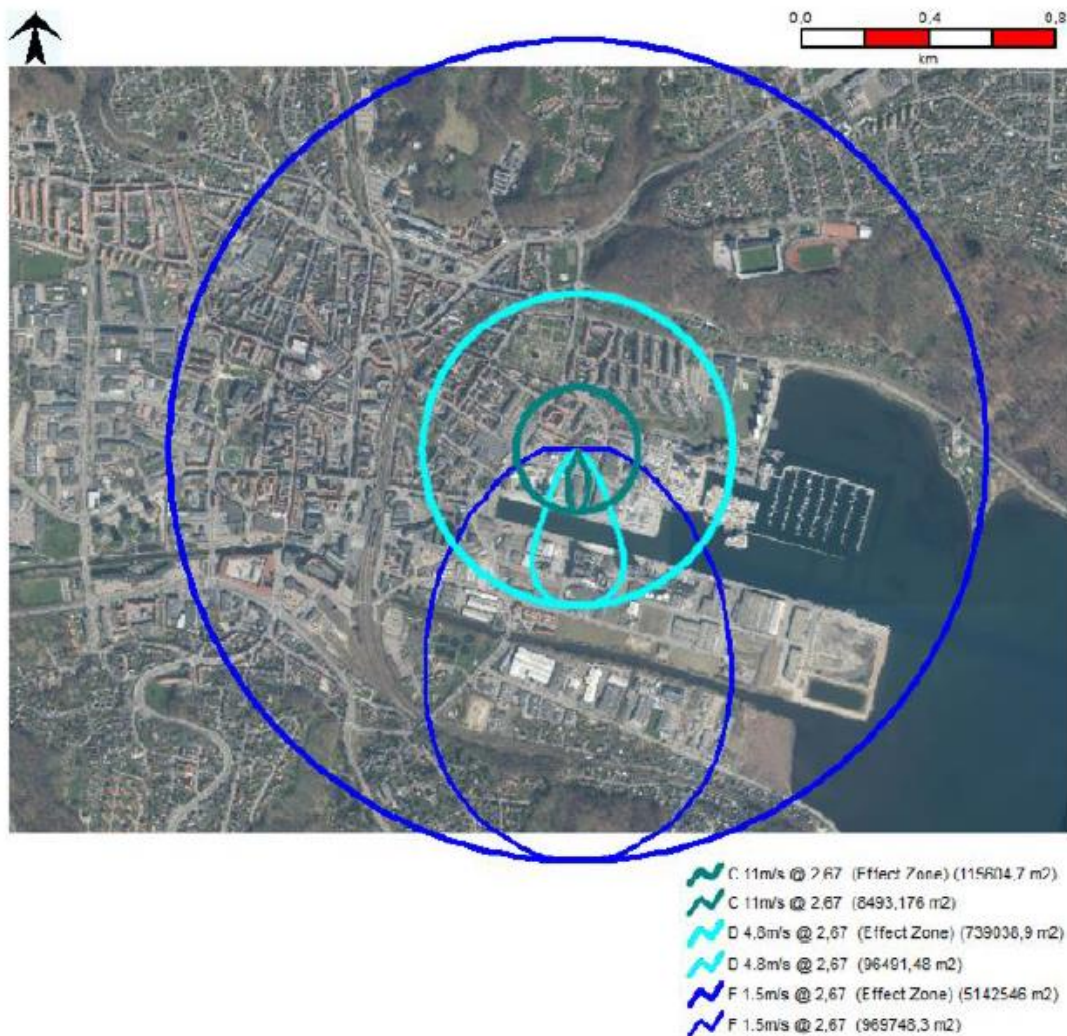 0,0 0,4 0,8
km
C 11m/s @ 2,67 (Effect Zone) (115604,7 m2)
C 11m/s @ 2,67 (8493,176 m2)
D 4.8m/s @ 2,67 (Effect Zone) (739038,9 m2)
D 4.8m/s @ 2,67 (96491,48 m2)
F 1.5m/s @ 2,67 (Effect Zone) (5142546 m2)
F 1.5m/s @ 2,67 (969748,3 m2)